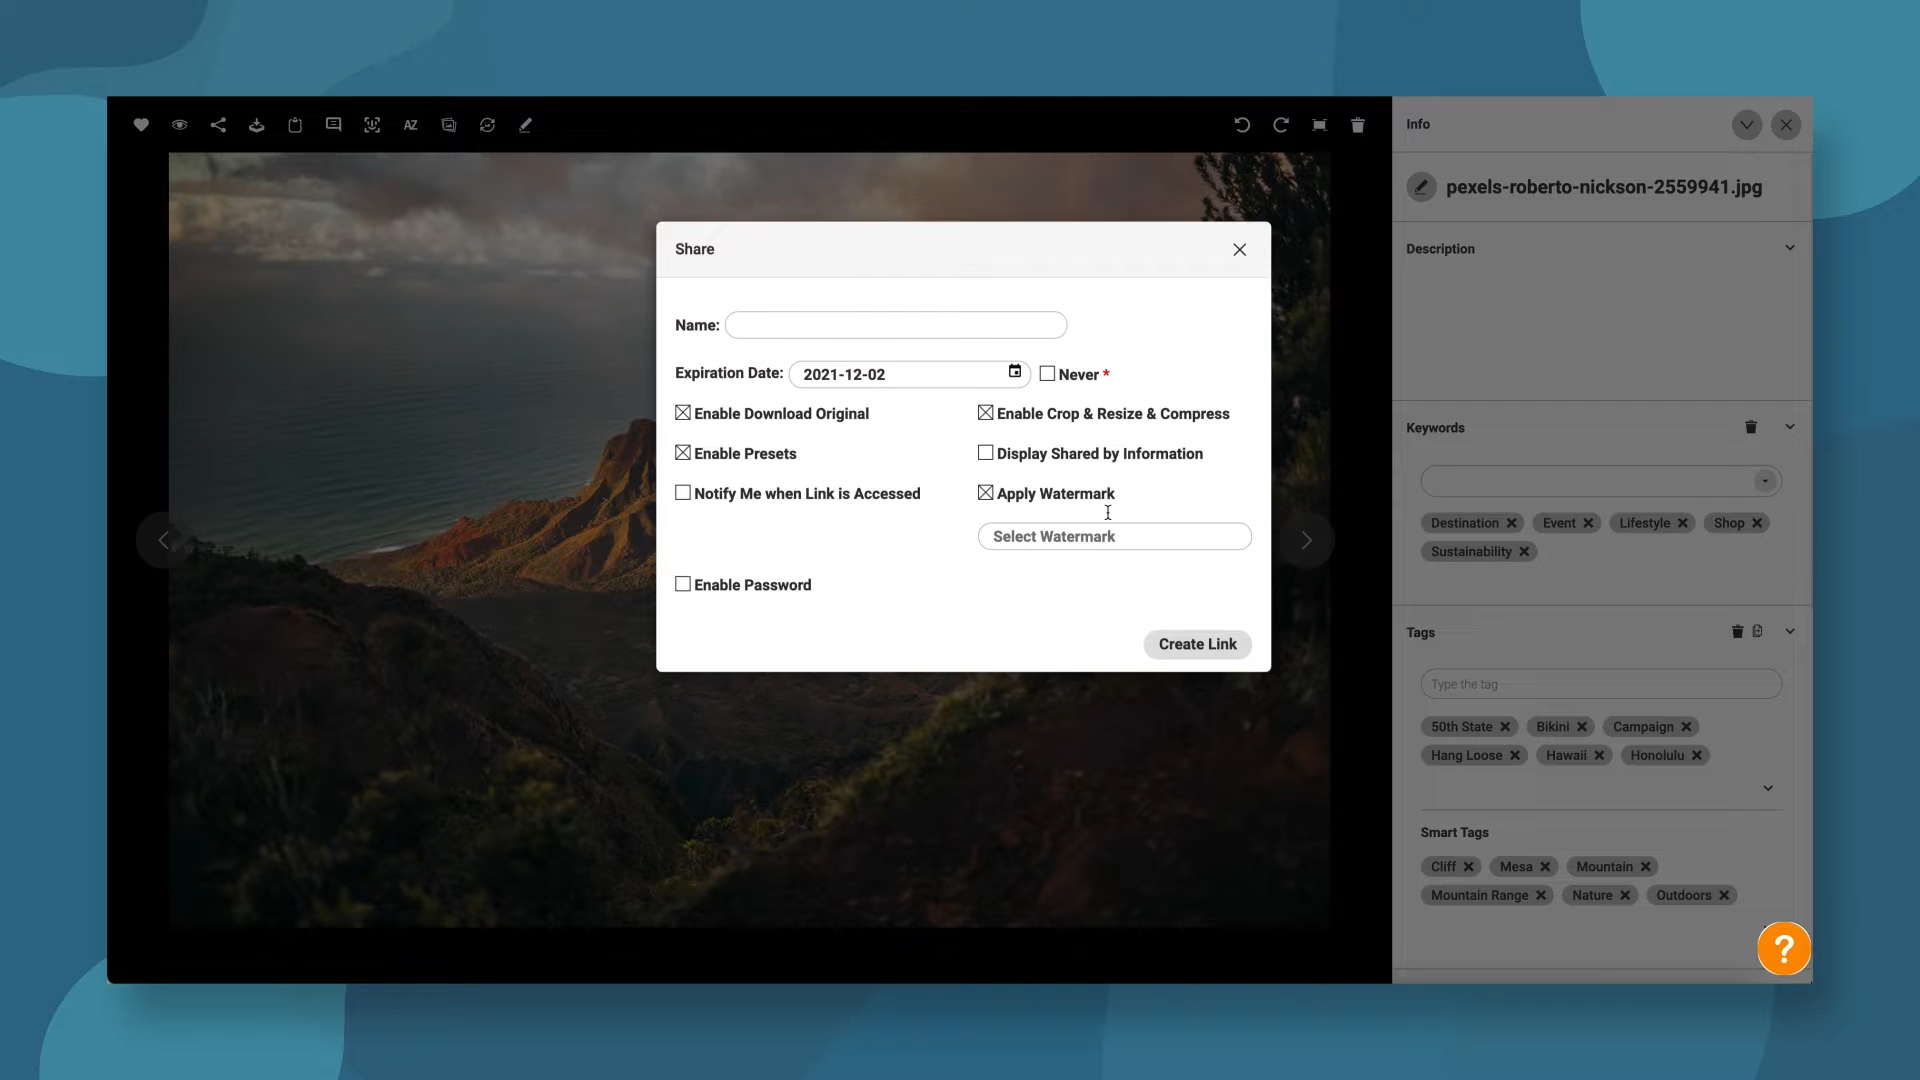 AZ
Info
pexels-roberto-nickson-2559941.jpg
Share
Description
Name:
Expiration Date: 2021-12-02 Never *
Enable Download Original Enable Crop & Resize & Compress
Keywords
Enable Presets Display Shared by Information
Notify Me when Link is Accessed Apply Watermark
Destination Event Lifestyle Shop
Select Watermark
Sustainability
Enable Password
Tags
Create Link
Type the tag
50th State Bikini Campaign
Hang Loose Hawaii Honolulu
Smart Tags
Cliff Mesa Mountain
Mountain Range Nature Outdoors
?